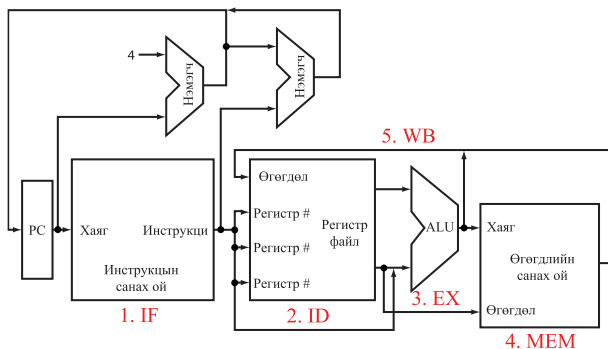 4
Нэмэгч
Нэмэгч
5. WB
PC
Хаяг
Инструкци
Инструкцын
санах ой
1. IF
Өгөгдөл
Регистр #
Регистр #
Регистр #
Регистр
файл
2. ID
ALU
3. EX
Хаяг
Өгөгдлийн
санах ой
Өгөгдөл
4. MEM